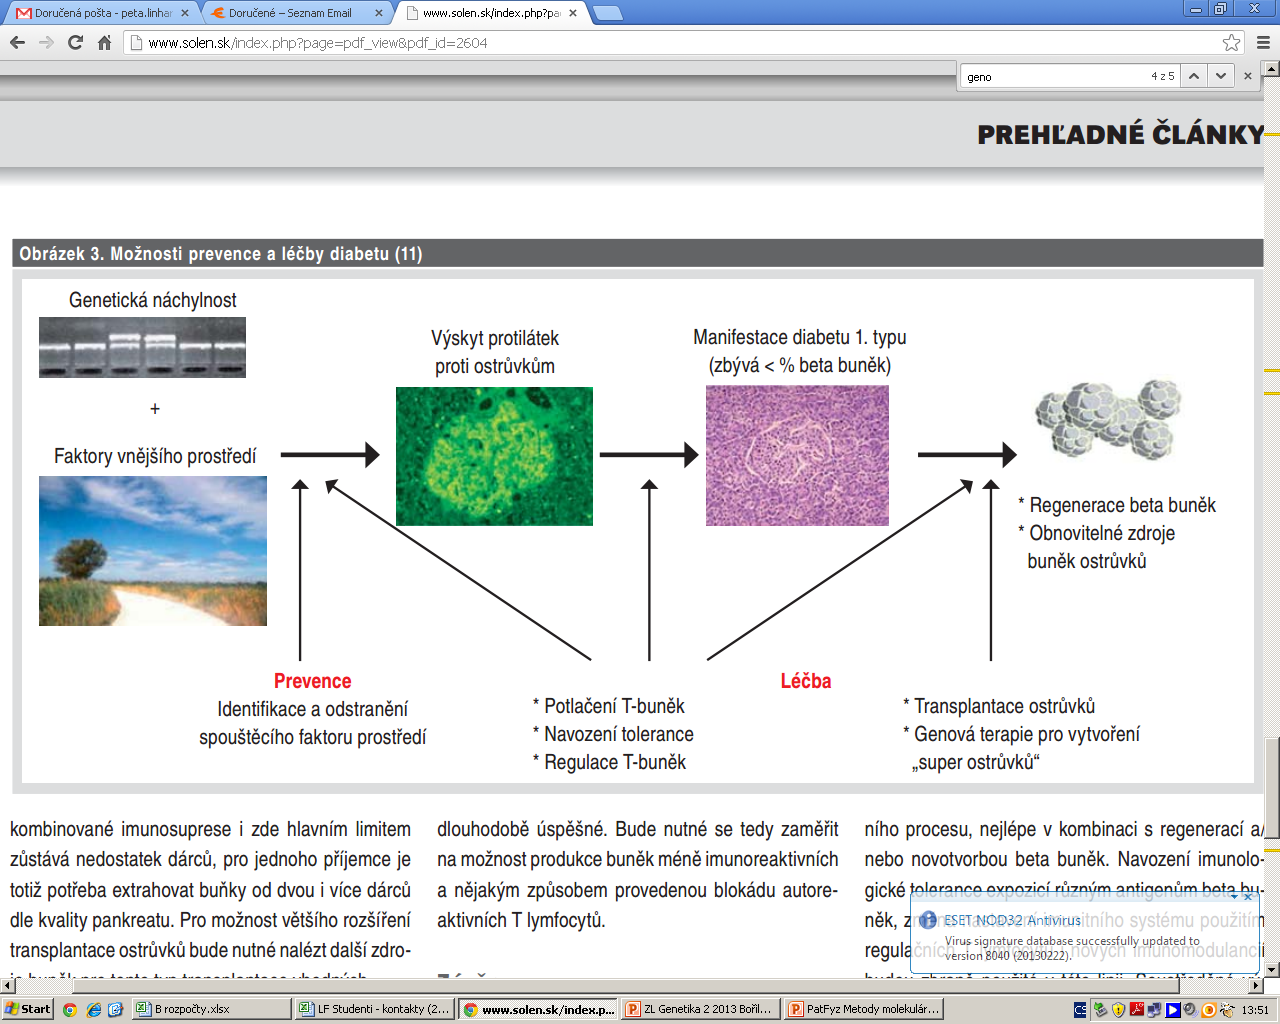 Doručená pošta - peta.linhar
Doručené – Seznam Email
www.solen.sk/index.php?pa
www.solen.sk/index.php?page=pdf_view&pdf_id=2604
geno
4 z 5
PREHĽADNÉ ČLÁNKY
Obrázek 3. Možnosti prevence a léčby diabetu (11)
Genetická náchylnost
+
Faktory vnějšího prostředí
Výskyt protilátek
proti ostrůvkům
Manifestace diabetu 1. typu
(zbývá < % beta buněk)
* Regenerace beta buněk
* Obnovitelné zdroje
buněk ostrůvků
Prevence
Identifikace a odstranění
spouštěcího faktoru prostředí
* Potlačení T-buněk
* Navození tolerance
* Regulace T-buněk
Léčba
* Transplantace ostrůvků
* Genová terapie pro vytvoření
„super ostrůvků“
kombinované imunosuprese i zde hlavním limitem
zůstává nedostatek dárců, pro jednoho příjemce je
totiž potřeba extrahovat buňky od dvou i více dárců
dle kvality pankreatu. Pro možnost většího rozšíření
transplantace ostrůvků bude nutné nalézt další zdro-
dlouhodobě úspěšné. Bude nutné se tedy zaměřit
na možnost produkce buněk méně imunoreaktivních
a nějakým způsobem provedenou blokádu autore-
aktivních T lymfocytů.
ního procesu, nejlépe v kombinaci s regenerací a/
nebo novotvorbou beta buněk. Navození imunolo-
gické tolerance expozicí různým antigenům beta bu-
něk, imunitního systému použitím
regulačních nových imunomodulancií
ESET NOD32 Antivirus
Virus signature database successfully updated to
version 8040 (20130222).
Start
B rozpočty.xlsx
LF Studenti - kontakty (2...
www.solen.sk/index.p...
ZL Genetika 2 2013 Bořil...
PatFyz Metody molekulár...
CS
13:51